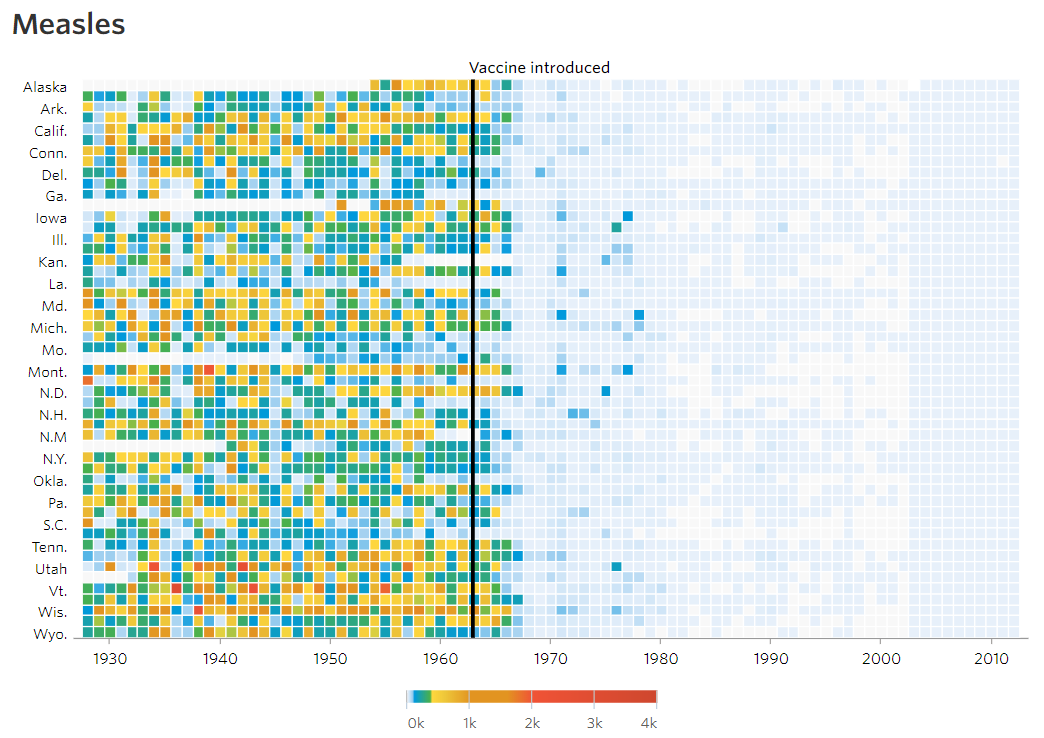 Measles
Vaccine introduced
Alaska
Ark.
Calif.
Conn.
Del.
Ga.
Iowa
Ill.
Kan.
La.
Md.
Mich.
Mo.
Mont.
N.D.
N.H.
N.M
N.Y.
Okla.
Pa.
S.C.
Tenn.
Utah
Vt.
Wis.
Wyo.
1930 1940 1950 1960 1970 1980 1990 2000 2010
0k 1k 2k 3k 4k